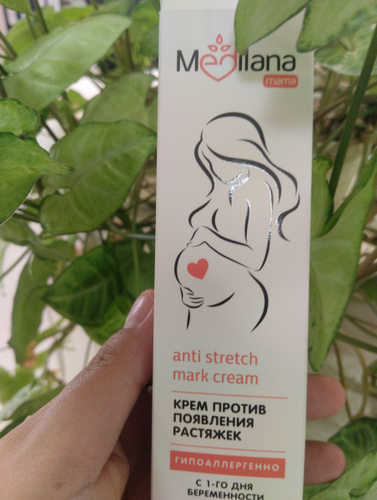 Medilana
mama
anti stretch
mark cream
КРЕМ ПРОТИВ
ПОЯВЛЕНИЯ
РАСТЯЖЕК
ГИПОАЛЛЕРГЕННО
С 1-ГО ДНЯ
БЕРЕМЕННОСТИ